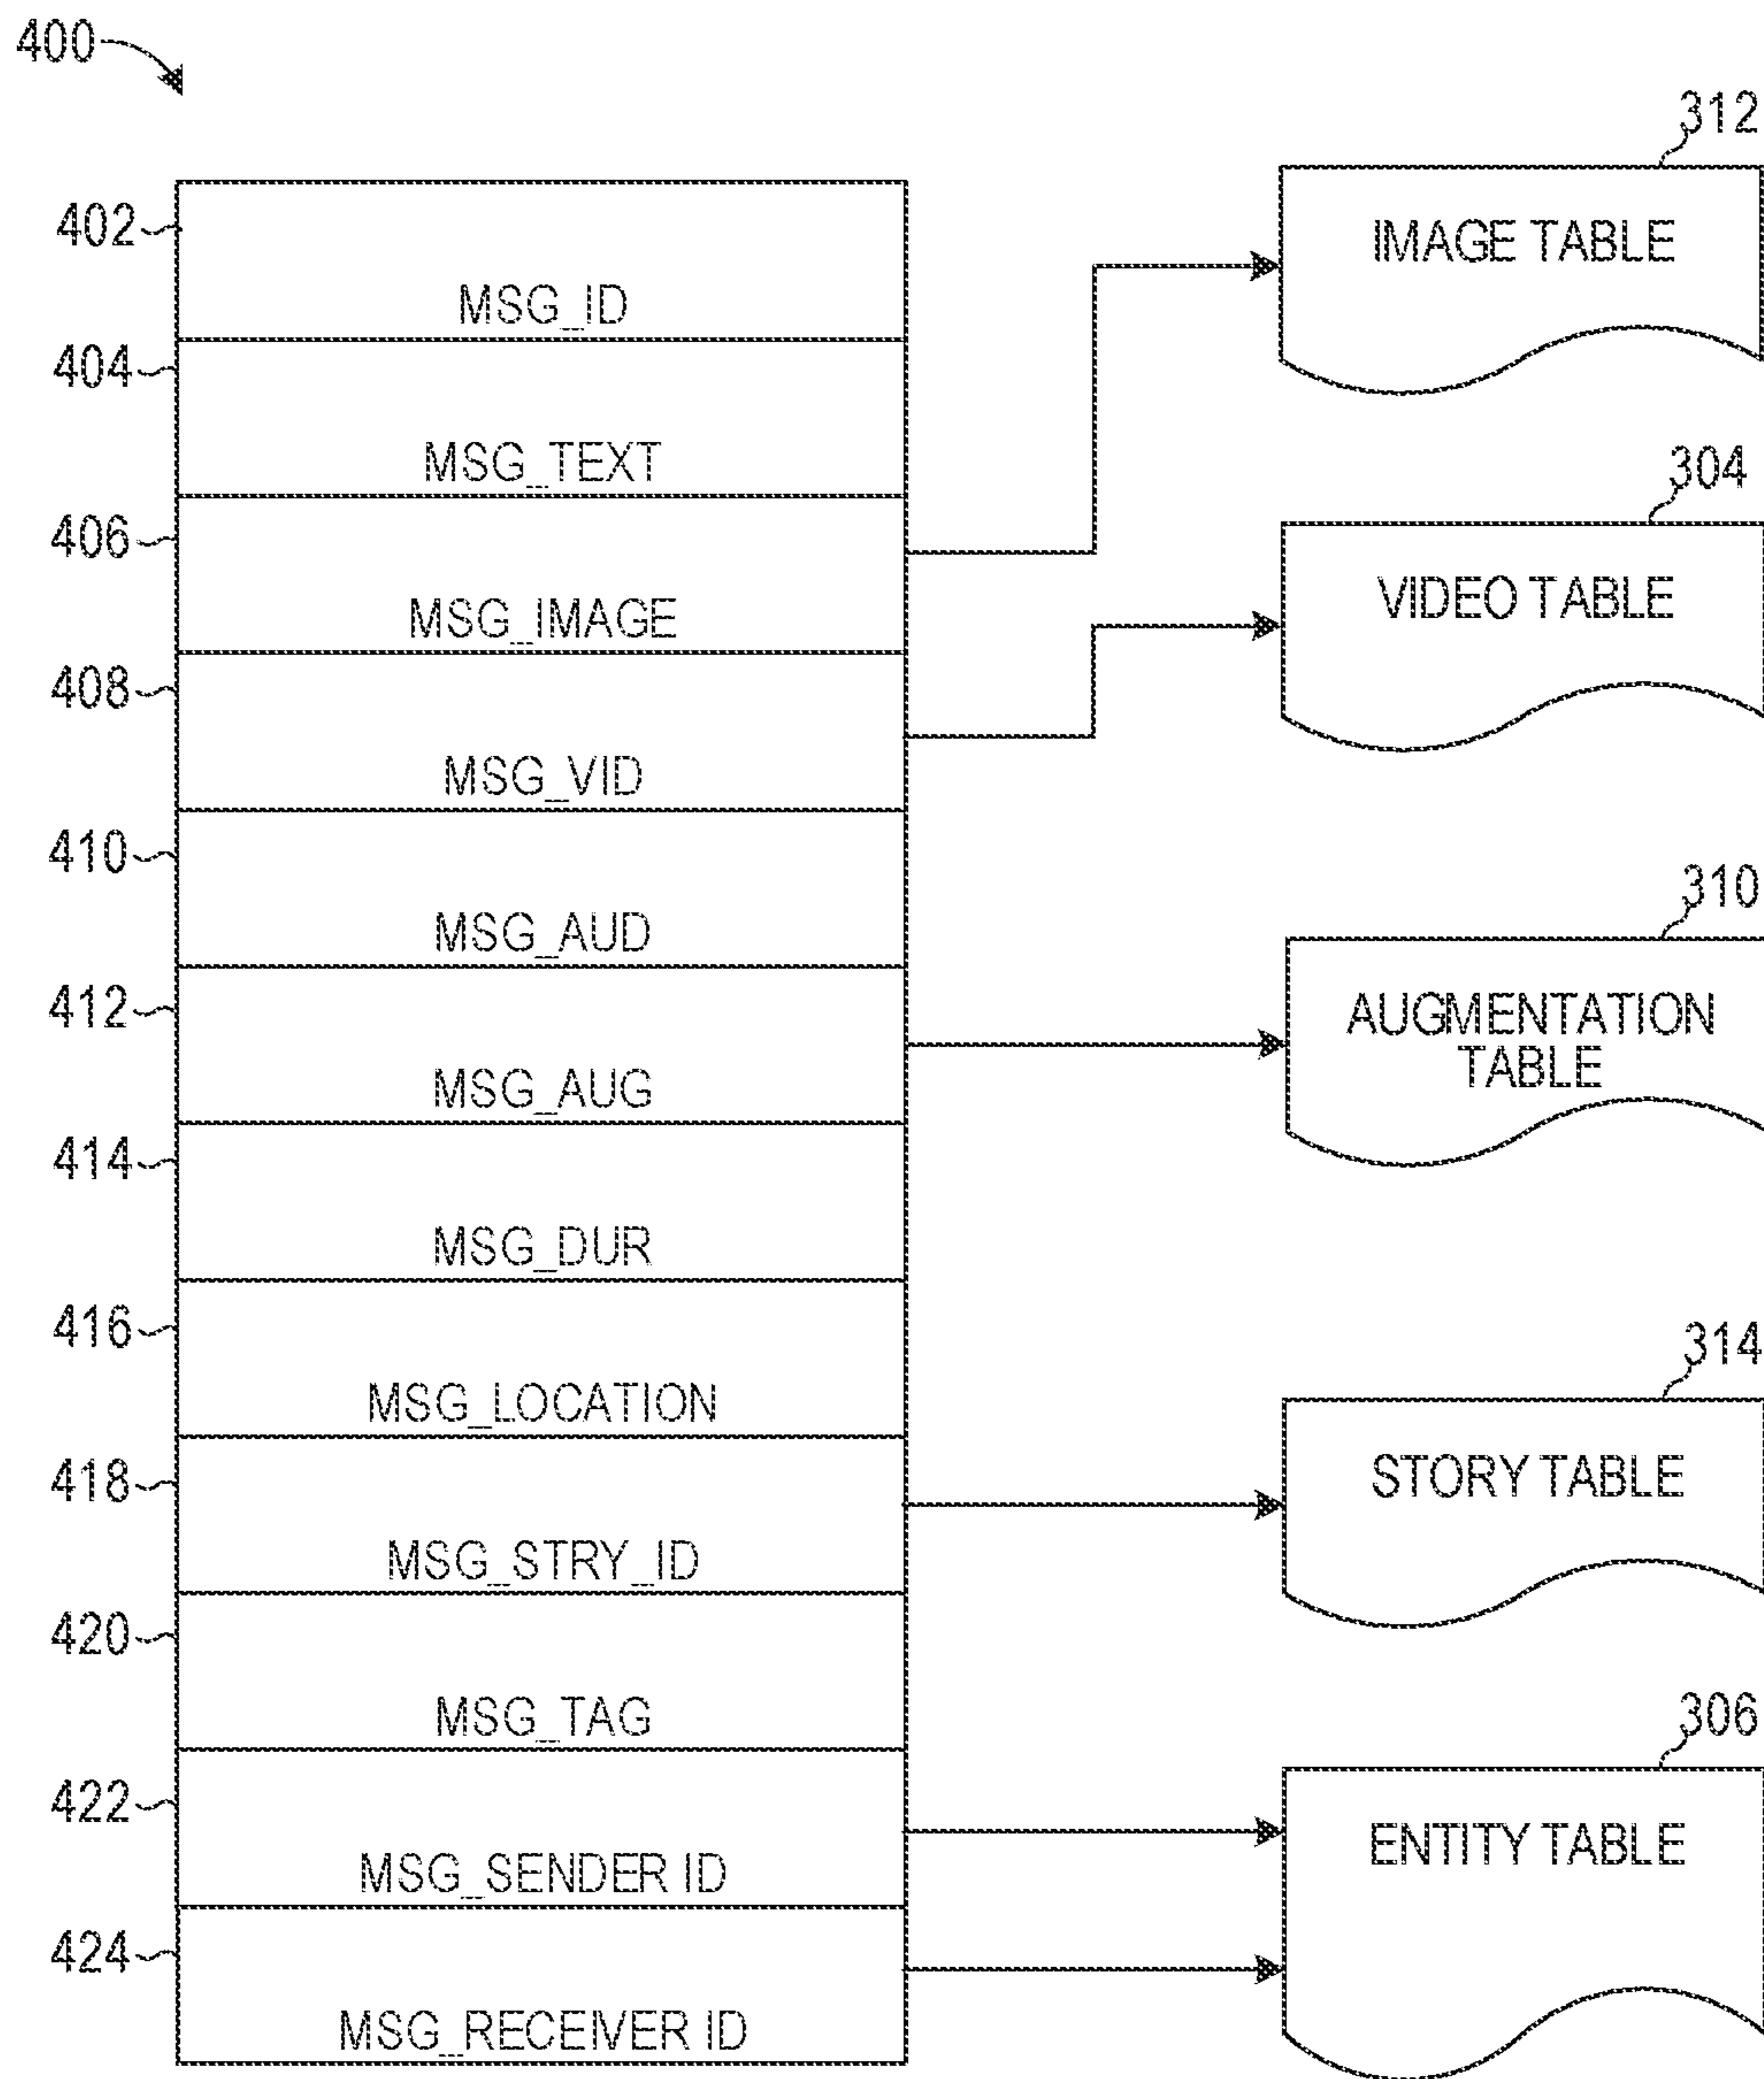 400
402
MSG_ID
404
MSG_TEXT
406
MSG_IMAGE
408
MSG_VID
410
MSG_AUD
412
MSG_AUG
414
MSG_DUR
416
MSG_LOCATION
418
MSG_STRY_ID
420
MSG_TAG
422
MSG_SENDER ID
424
MSG_RECEIVER ID
312
IMAGE TABLE
304
VIDEO TABLE
310
AUGMENTATION
TABLE
314
STORY TABLE
306
ENTITY TABLE